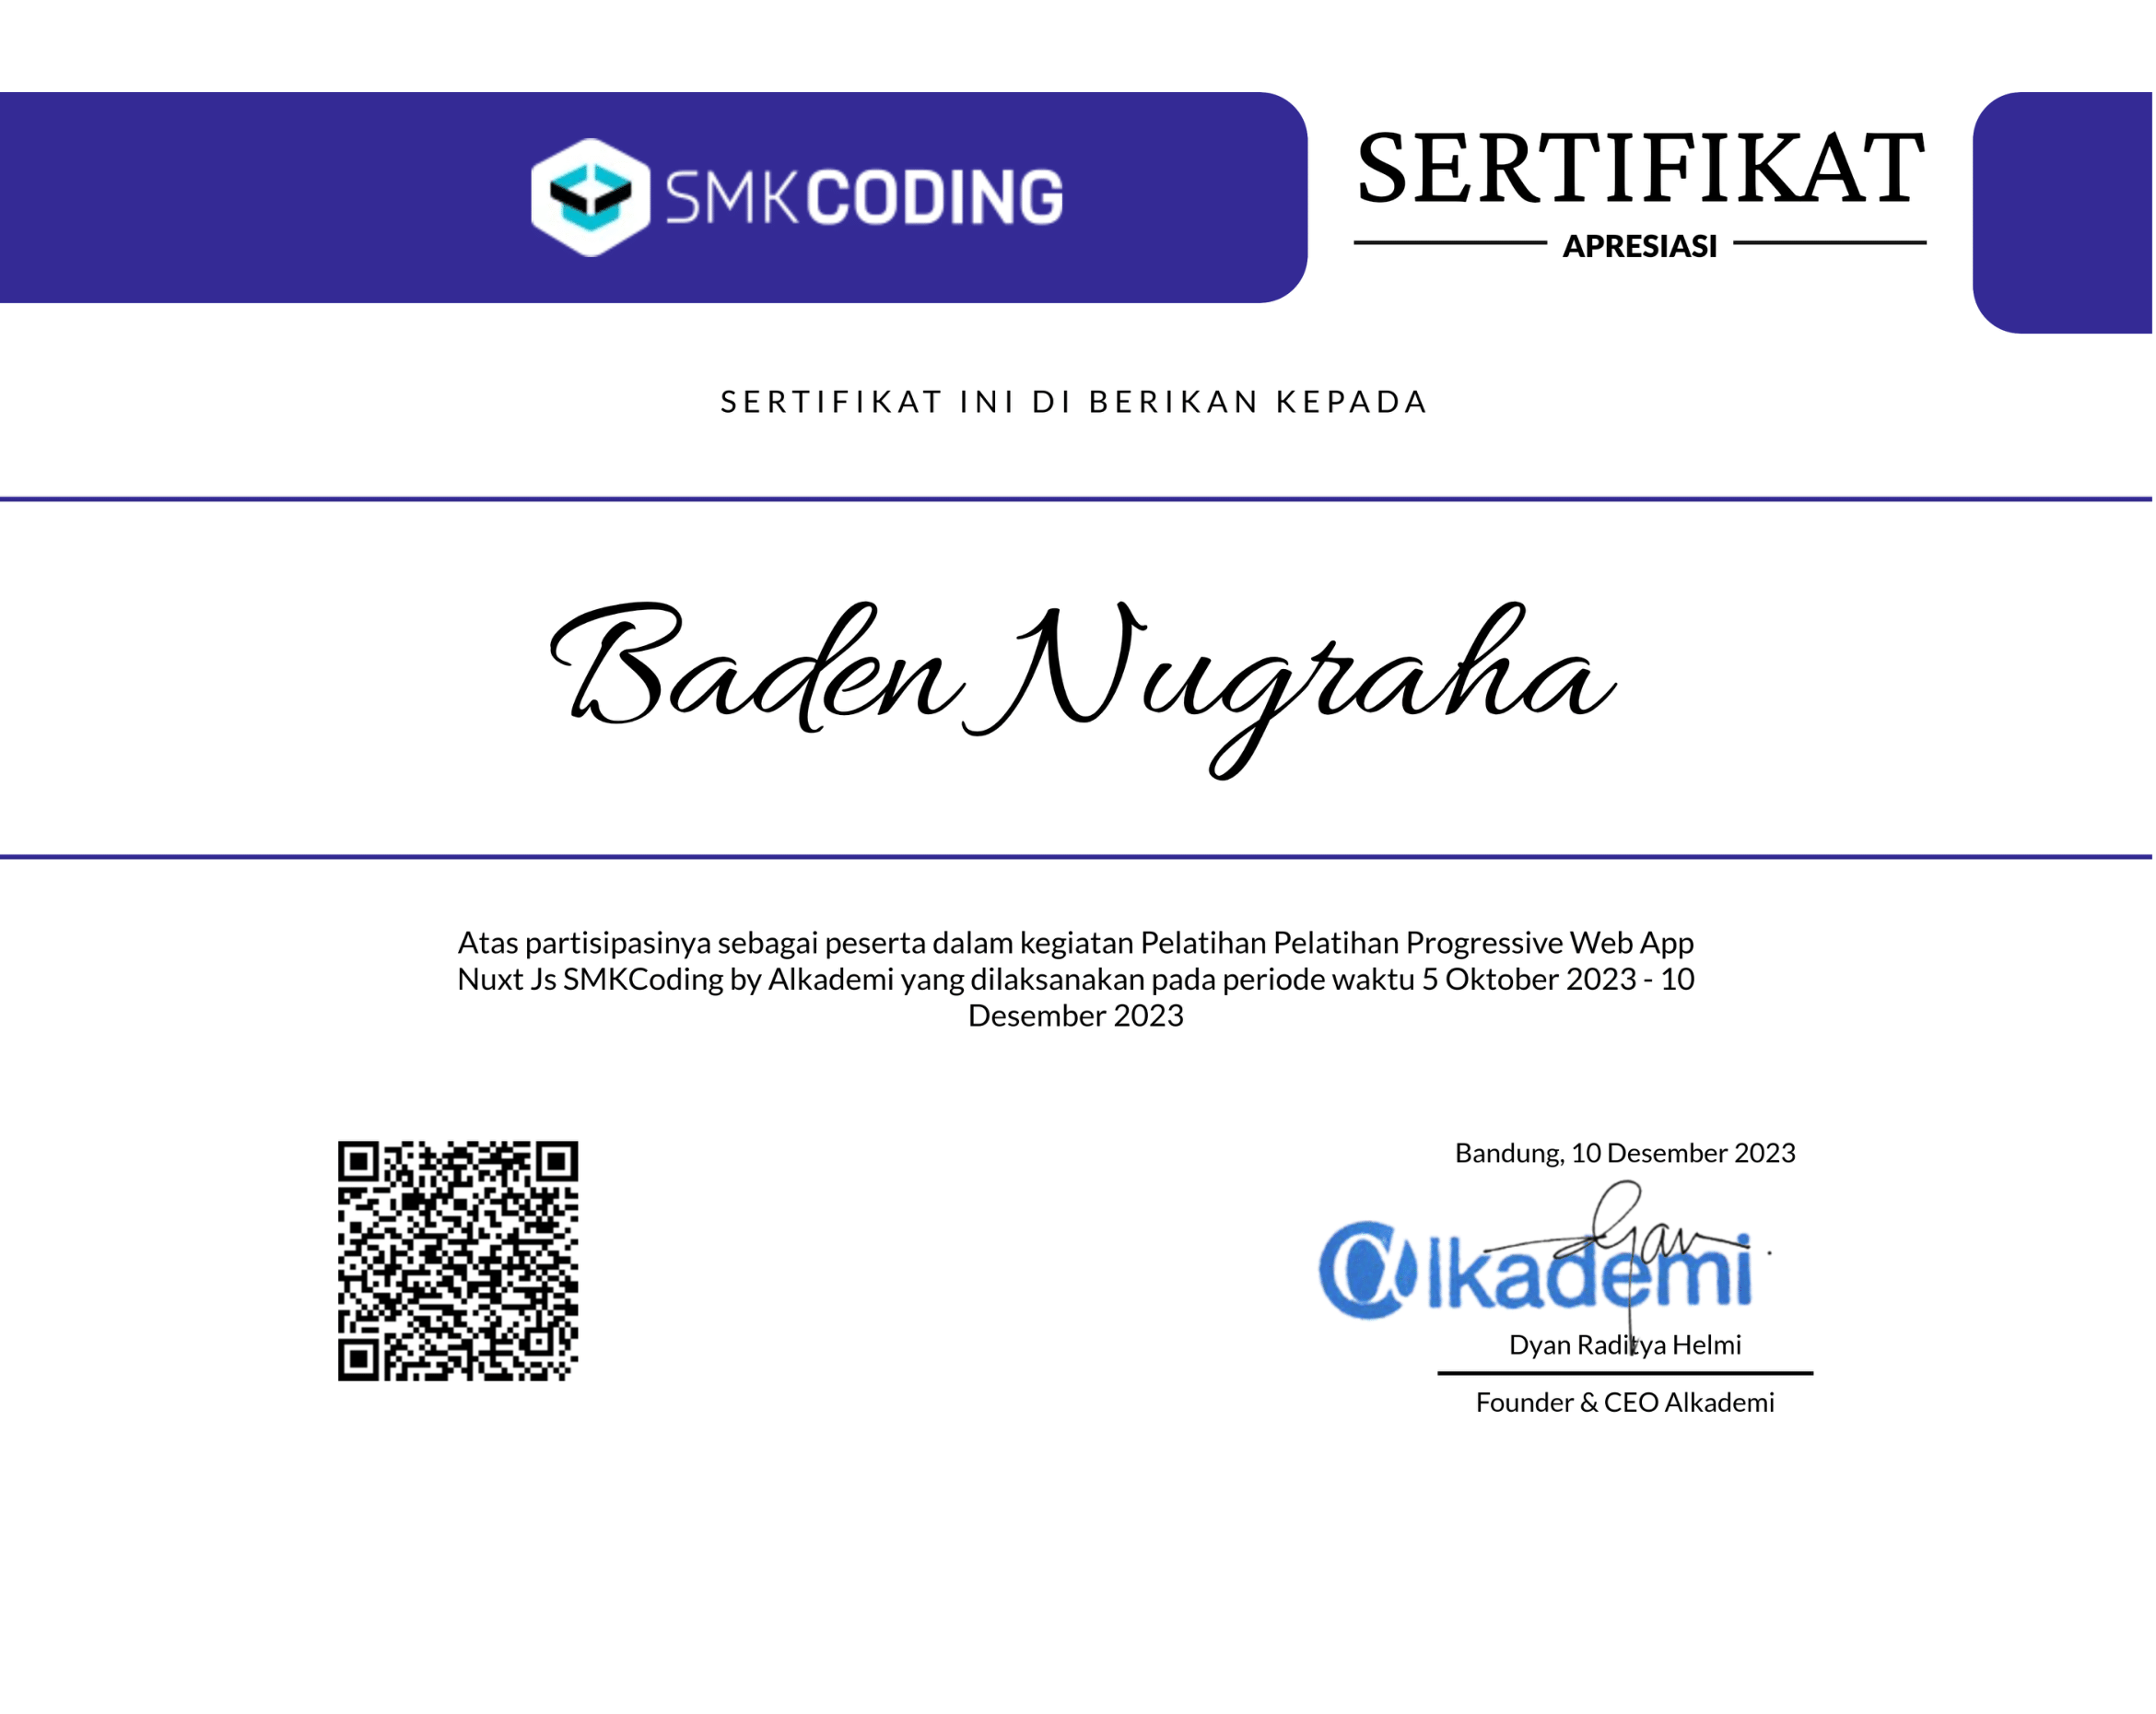 SMKCODING
SERTIFIKAT
APRESIASI
SERTIFIKAT INI DI BERIKAN KEPADA
Baden Nugraha
Atas partisipasinya sebagai peserta dalam kegiatan Pelatihan Pelatihan Progressive Web App
Nuxt Js SMKCoding by Alkademi yang dilaksanakan pada periode waktu 5 Oktober 2023 - 10
Desember 2023
Bandung, 10 Desember 2023
Alkademi
Dyan Raditya Helmi
Founder & CEO Alkademi